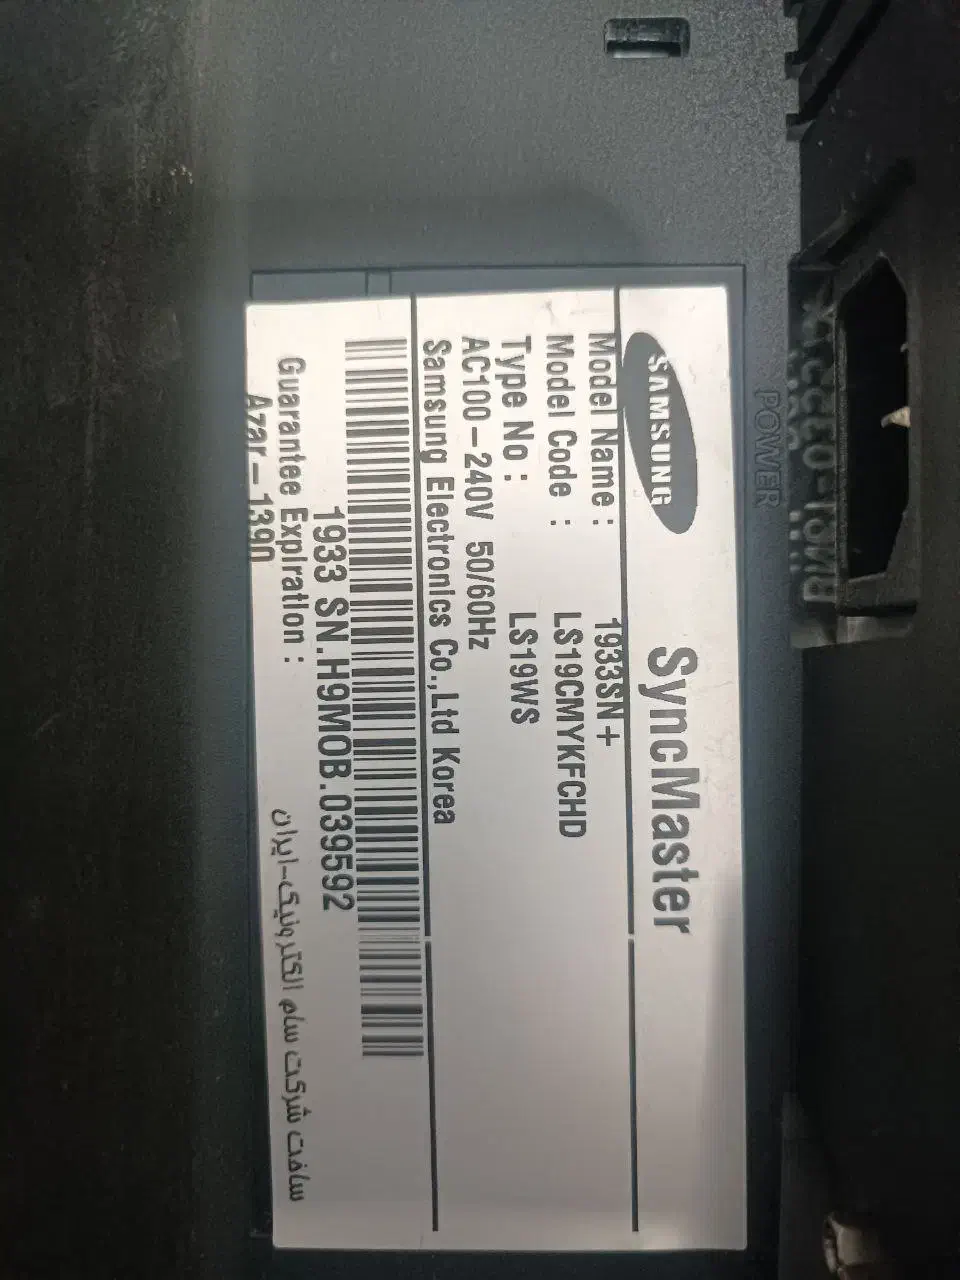 POWER
SAMSUNG
SyncMaster
Model Name : 1933SN+
Model Code : LS19CMYKFCHD
Type No : LS19WS
AC100-240V 50/60Hz
Samsung Electronics Co.,Ltd Korea
1933 SN.H9MOB.039592
Guarantee Expiration :
Azar-1390
ساخت شرکت سام الکترونیک-ایران